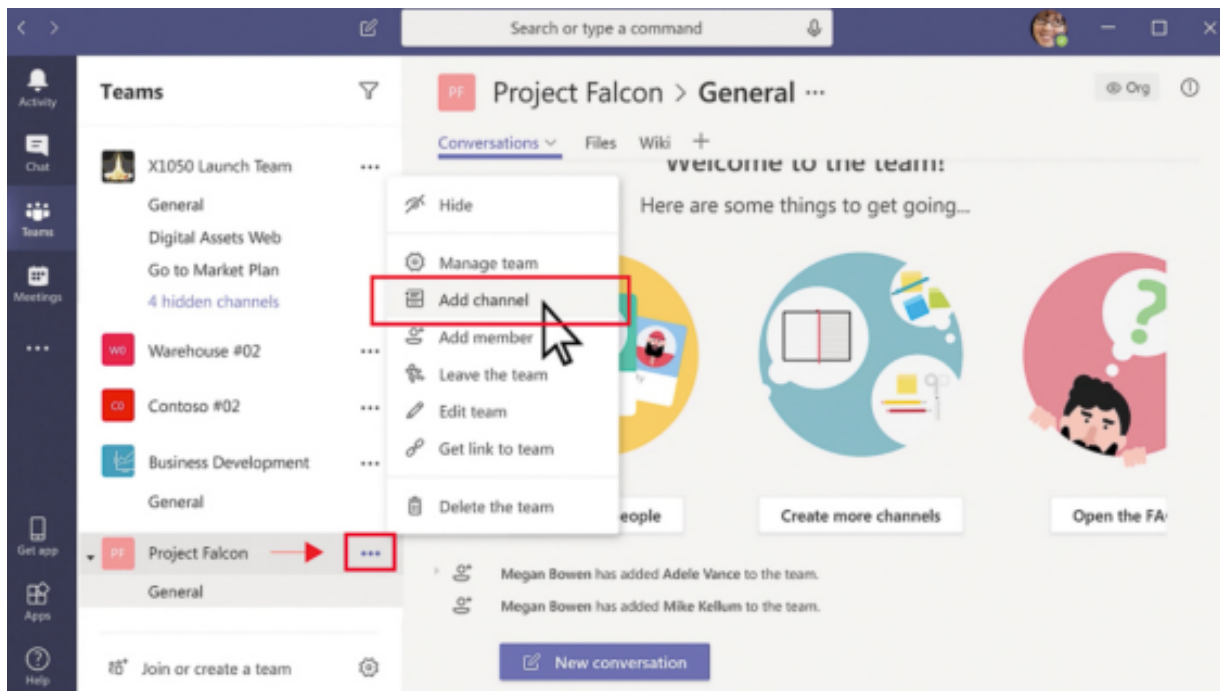 Search or type a command
Activity
Chat
Teams
Meetings
Get app
Apps
Help
Teams
X1050 Launch Team
General
Digital Assets Web
Go to Market Plan
4 hidden channels
WO Warehouse #02
CO Contoso #02
Business Development
General
PF Project Falcon
General
Join or create a team
Hide
Manage team
Add channel
Add member
Leave the team
Edit team
Get link to team
Delete the team
PF Project Falcon > General ...
Org
Conversations Files Wiki +
Welcome to the team!
Here are some things to get going...
eople
Create more channels
Open the FA
Megan Bowen has added Adele Vance to the team.
Megan Bowen has added Mike Kellum to the team.
New conversation